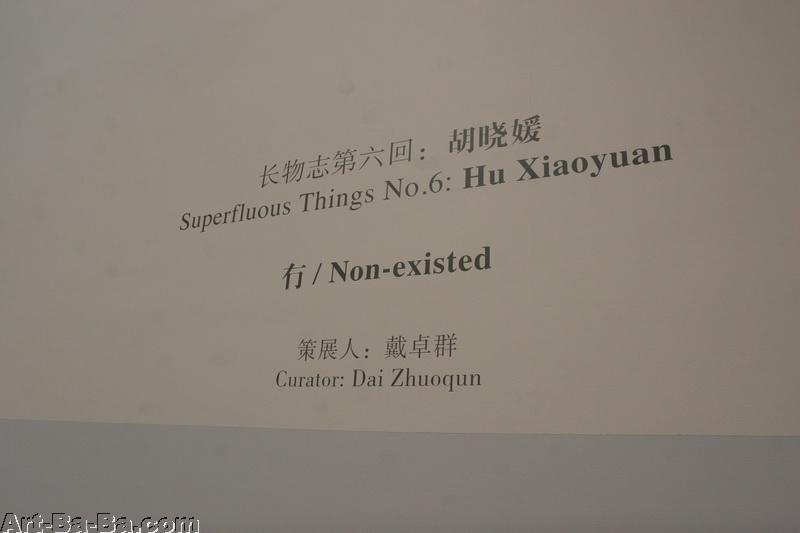 长物志第六回：胡晓媛
Superfluous Things No.6: Hu Xiaoyuan
冇 / Non-existed
策展人：戴卓群
Curator: Dai Zhuoqun
Art-Ba-Ba.com